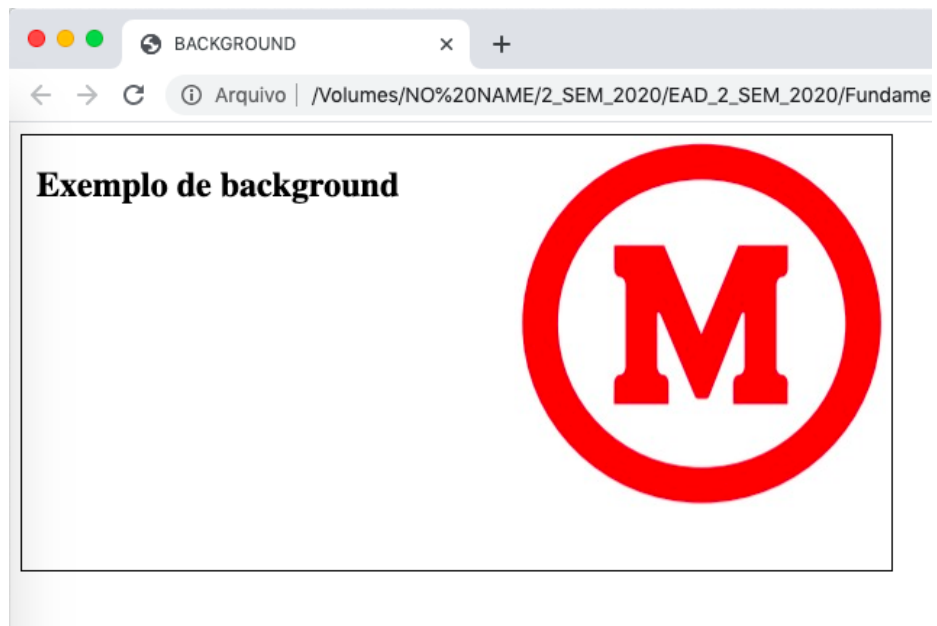 BACKGROUND
Arquivo | /Volumes/NO%20NAME/2_SEM_2020/EAD_2_SEM_2020/Fundame
Exemplo de background
M